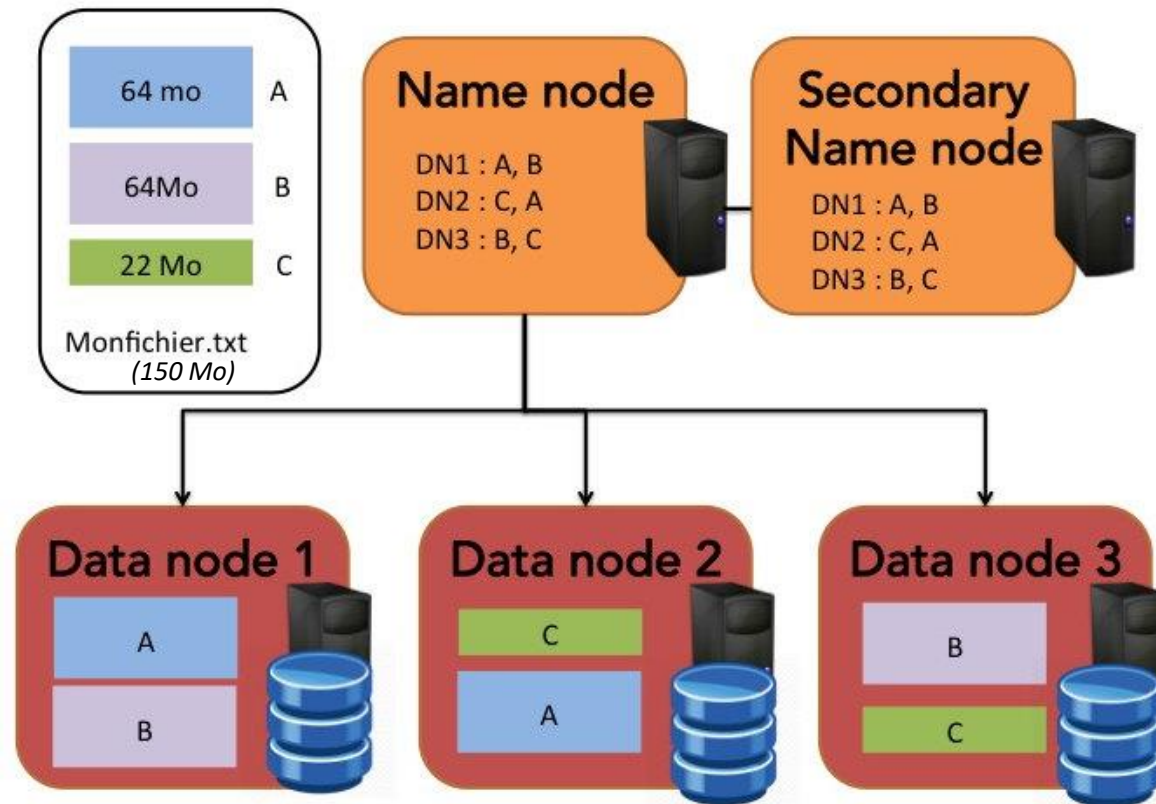 64 mo
A
64Mo
B
22 Mo
C
Monfichier.txt
(150 Mo)
Name node
DN1 : A, B
DN2 : C, A
DN3 : B, C
Secondary
Name node
DN1 : A, B
DN2 : C, A
DN3 : B, C
Data node 1
A
B
Data node 2
C
A
Data node 3
B
C